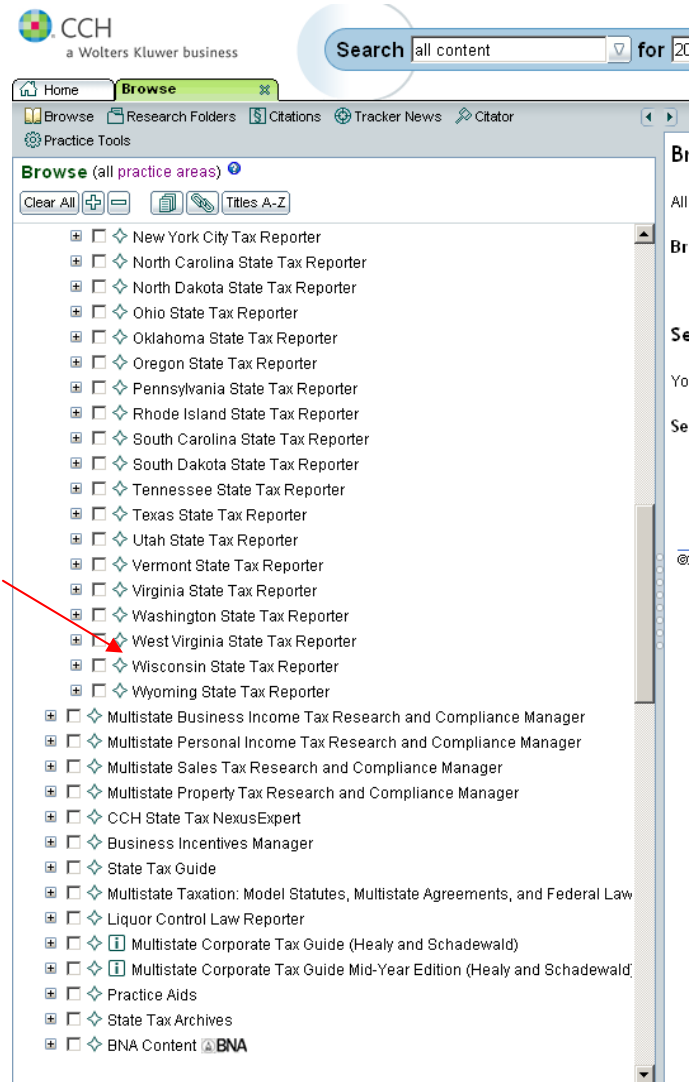 CCH
a Wolters Kluwer business
Search all content for 20
Home Browse
Browse Research Folders Citations Tracker News Citator
Practice Tools
Browse (all practice areas)
Clear All Titles A-Z
New York City Tax Reporter
North Carolina State Tax Reporter
North Dakota State Tax Reporter
Ohio State Tax Reporter
Oklahoma State Tax Reporter
Oregon State Tax Reporter
Pennsylvania State Tax Reporter
Rhode Island State Tax Reporter
South Carolina State Tax Reporter
South Dakota State Tax Reporter
Tennessee State Tax Reporter
Texas State Tax Reporter
Utah State Tax Reporter
Vermont State Tax Reporter
Virginia State Tax Reporter
Washington State Tax Reporter
West Virginia State Tax Reporter
Wisconsin State Tax Reporter
Wyoming State Tax Reporter
Multistate Business Income Tax Research and Compliance Manager
Multistate Personal Income Tax Research and Compliance Manager
Multistate Sales Tax Research and Compliance Manager
Multistate Property Tax Research and Compliance Manager
CCH State Tax NexusExpert
Business Incentives Manager
State Tax Guide
Multistate Taxation: Model Statutes, Multistate Agreements, and Federal Law
Liquor Control Law Reporter
Multistate Corporate Tax Guide (Healy and Schadewald)
Multistate Corporate Tax Guide Mid-Year Edition (Healy and Schadewald)
Practice Aids
State Tax Archives
BNA Content BNA
Br
All
Br
Se
Yo
Se
©